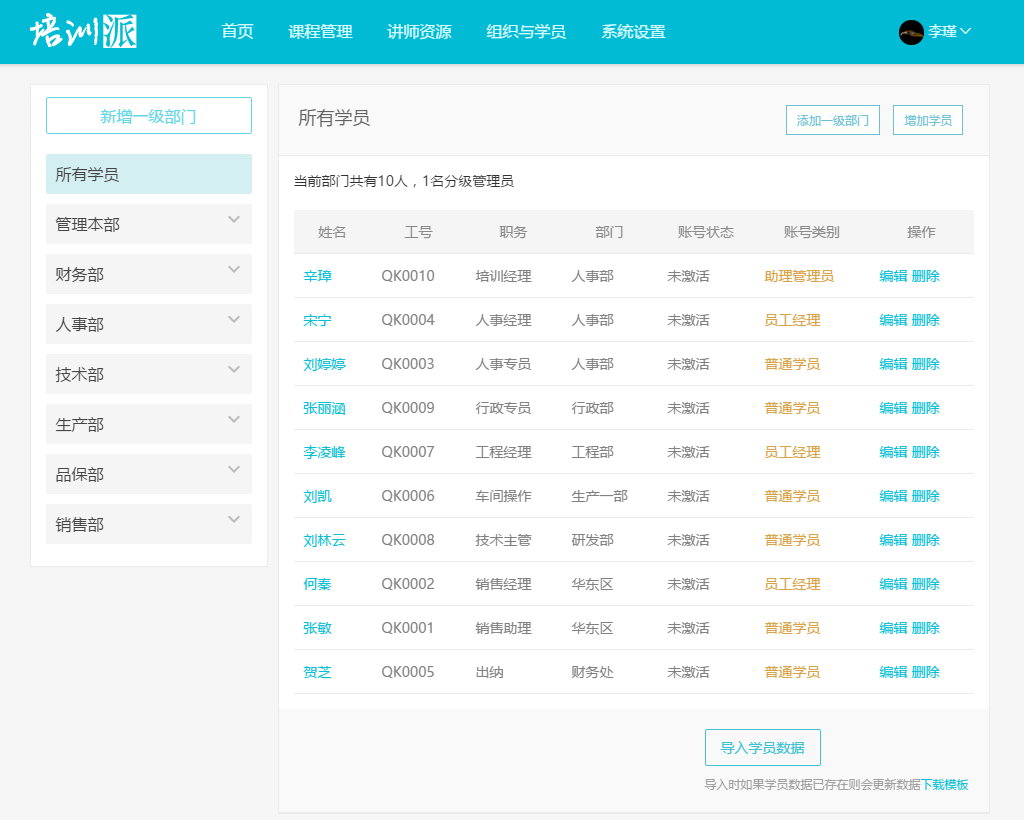 培训派 首页 课程管理 讲师资源 组织与学员 系统设置 李瑾
新增一级部门
所有学员
管理本部
财务部
人事部
技术部
生产部
品保部
销售部
所有学员 添加一级部门 增加学员
当前部门共有10人，1名分级管理员
姓名 工号 职务 部门 账号状态 账号类别 操作
辛璋 QK0010 培训经理 人事部 未激活 助理管理员 编辑 删除
宋宁 QK0004 人事经理 人事部 未激活 员工经理 编辑 删除
刘婷婷 QK0003 人事专员 人事部 未激活 普通学员 编辑 删除
张丽涵 QK0009 行政专员 行政部 未激活 普通学员 编辑 删除
李凌峰 QK0007 工程经理 工程部 未激活 员工经理 编辑 删除
刘凯 QK0006 车间操作 生产一部 未激活 普通学员 编辑 删除
刘林云 QK0008 技术主管 研发部 未激活 普通学员 编辑 删除
何秦 QK0002 销售经理 华东区 未激活 员工经理 编辑 删除
张敏 QK0001 销售助理 华东区 未激活 普通学员 编辑 删除
贺芝 QK0005 出纳 财务处 未激活 普通学员 编辑 删除
导入学员数据
导入时如果学员数据已存在则会更新数据下载模板